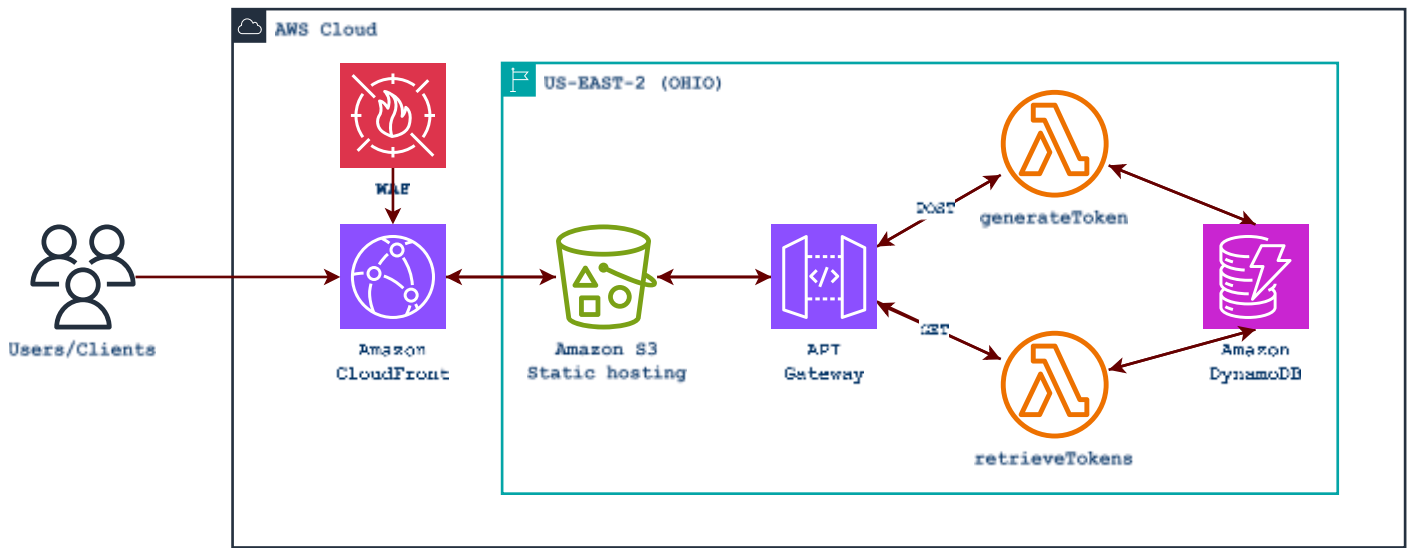 AWS Cloud
US-EAST-2 (OHIO)
WAF
POST
generateToken
GET
Users/Clients
Amazon
CloudFront
Amazon S3
Static hosting
API
Gateway
Amazon
DynamoDB
retrieveTokens